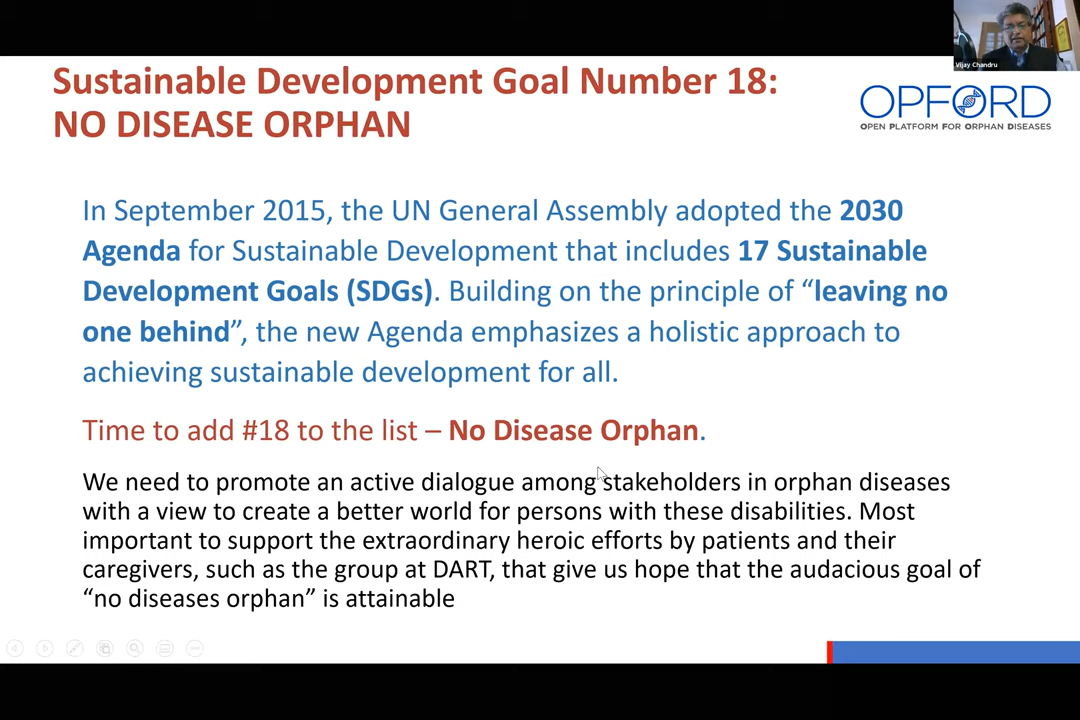 Vijay Chandru
Sustainable Development Goal Number 18:
NO DISEASE ORPHAN
OPFORD
OPEN PLATFORM FOR ORPHAN DISEASES
In September 2015, the UN General Assembly adopted the 2030
Agenda for Sustainable Development that includes 17 Sustainable
Development Goals (SDGs). Building on the principle of “leaving no
one behind”, the new Agenda emphasizes a holistic approach to
achieving sustainable development for all.
Time to add #18 to the list – No Disease Orphan.
We need to promote an active dialogue among stakeholders in orphan diseases
with a view to create a better world for persons with these disabilities. Most
important to support the extraordinary heroic efforts by patients and their
caregivers, such as the group at DART, that give us hope that the audacious goal of
“no diseases orphan” is attainable